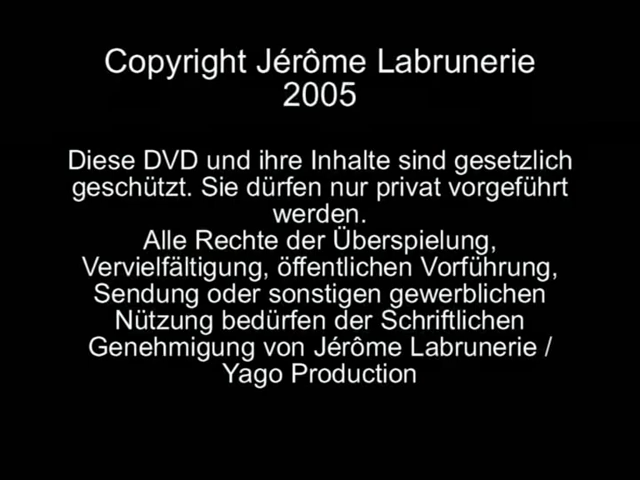 Copyright Jérôme Labrunerie
2005
Diese DVD und ihre Inhalte sind gesetzlich
geschützt. Sie dürfen nur privat vorgeführt
werden.
Alle Rechte der Überspielung,
Vervielfältigung, öffentlichen Vorführung,
Sendung oder sonstigen gewerblichen
Nützung bedürfen der Schriftlichen
Genehmigung von Jérôme Labrunerie /
Yago Production